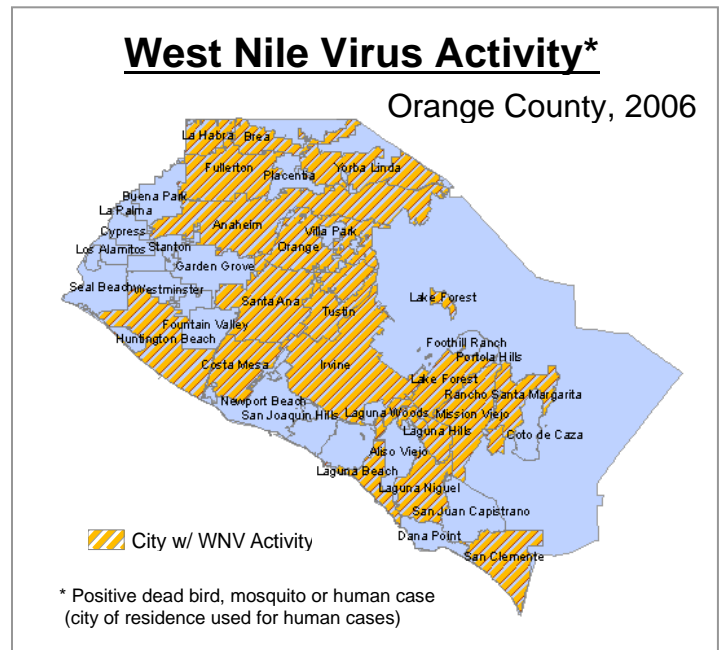 West Nile Virus Activity*
Orange County, 2006
La Habra Brea
Fullerton
Yorba Linda
Placentia
Buena Park
La Palma
Anaheim
Villa Park
Cypress
Orange
Los Alamitos Stanton
Garden Grove
Seal Beach Westminster
Santa Ana
Lake Forest
Tustin
Fountain Valley
Huntington Beach
Foothill Ranch
Portola Hills
Costa Mesa
Irvine
Lake Forest
Rancho Santa Margarita
Newport Beach
San Joaquin Hills
Laguna Woods Mission Viejo
Laguna Hills
Coto de Caza
Aliso Viejo
Laguna Beach
Laguna Niguel
San Juan Capistrano
Dana Point
City w/ WNV Activity
San Clemente
* Positive dead bird, mosquito or human case
(city of residence used for human cases)